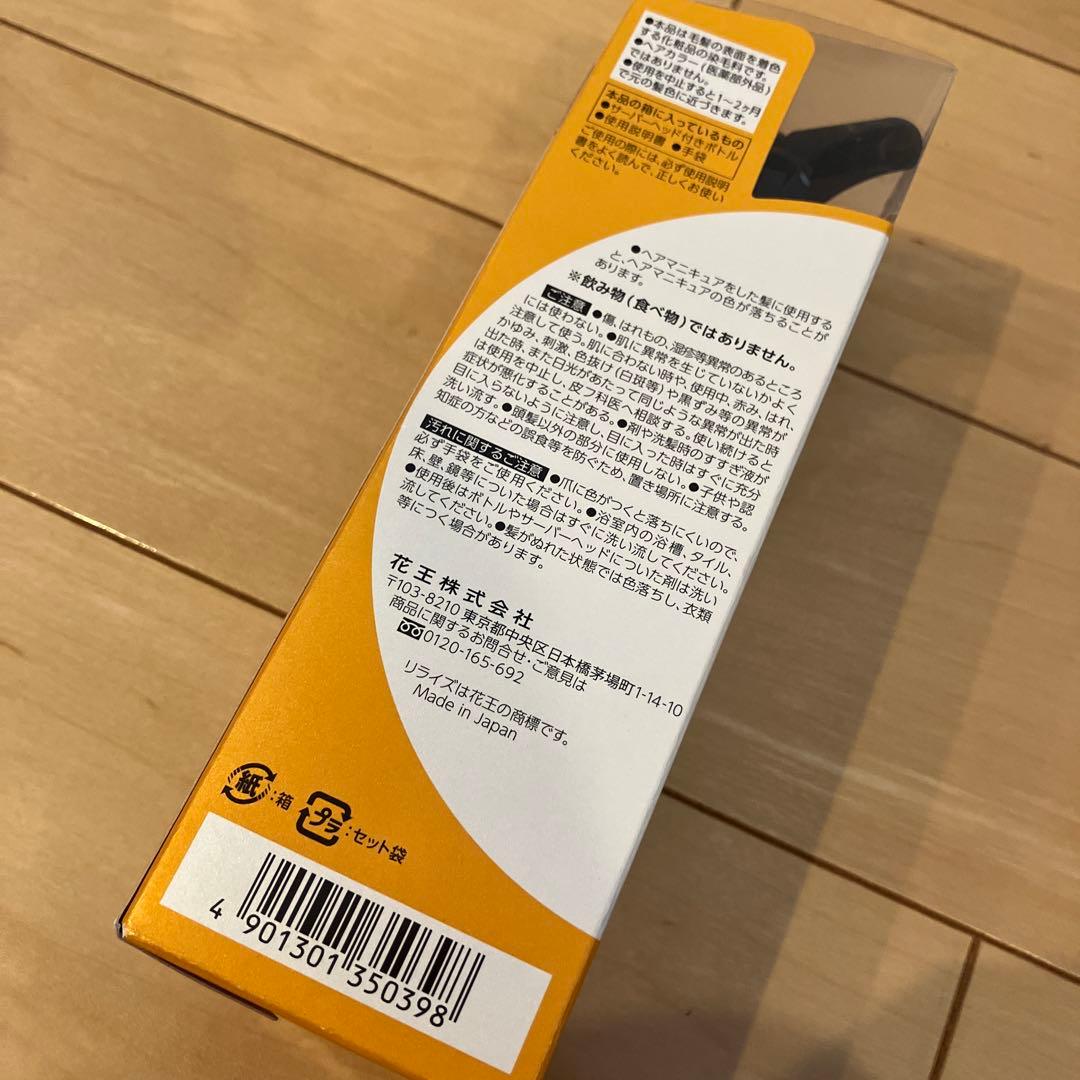 ●本品は毛髪の表面を着色
する化粧品の染毛料です。
●ヘアカラー(医薬部外品)
ではありません。
●使用を中止すると1〜2ヶ月
で元の髪色に近づきます。
本品の箱に入っているもの
●サーバーヘッド付きボトル
●使用説明書 ●手袋
ご使用の際には、必ず使用説明
書をよく読んで、正しくお使い
ください。
●ヘアマニキュアをした髪に使用する
と、ヘアマニキュアの色が落ちることが
あります。
※飲み物(食べ物)ではありません。
ご注意 ●傷、はれもの、湿疹等異常のあるところ
には使わない。●肌に異常を生じていないかよく
注意して使う。肌に合わない時や、使用中、赤み、はれ、
かゆみ、刺激、色抜け(白斑等)や黒ずみ等の異常が
出た時、また日光があたって同じような異常が出た時
は使用を中止し、皮フ科医へ相談する。使い続けると
症状が悪化することがある。●剤や洗髪時のすすぎ液が
目に入らないように注意し、目に入った時はすぐに充分
洗い流す。●頭髪以外の部分に使用しない。●子供や認
知症の方などの誤食等を防ぐため、置き場所に注意する。
汚れに関するご注意 ●爪に色がつくと落ちにくいので、
必ず手袋をご使用ください。●浴室内の浴槽、タイル、
床、壁、鏡等についた場合はすぐに洗い流してください。
●使用後はボトルやサーバーヘッドについた剤は洗い
流してください。●髪がぬれた状態では色落ちし、衣類
等につく場合があります。
花王株式会社
〒103-8210 東京都中央区日本橋茅場町1-14-10
商品に関するお問合せ・ご意見は
0120-165-692
リライズは花王の商標です。
Made in Japan
紙:箱
プラ:セット袋
4 901301 350398